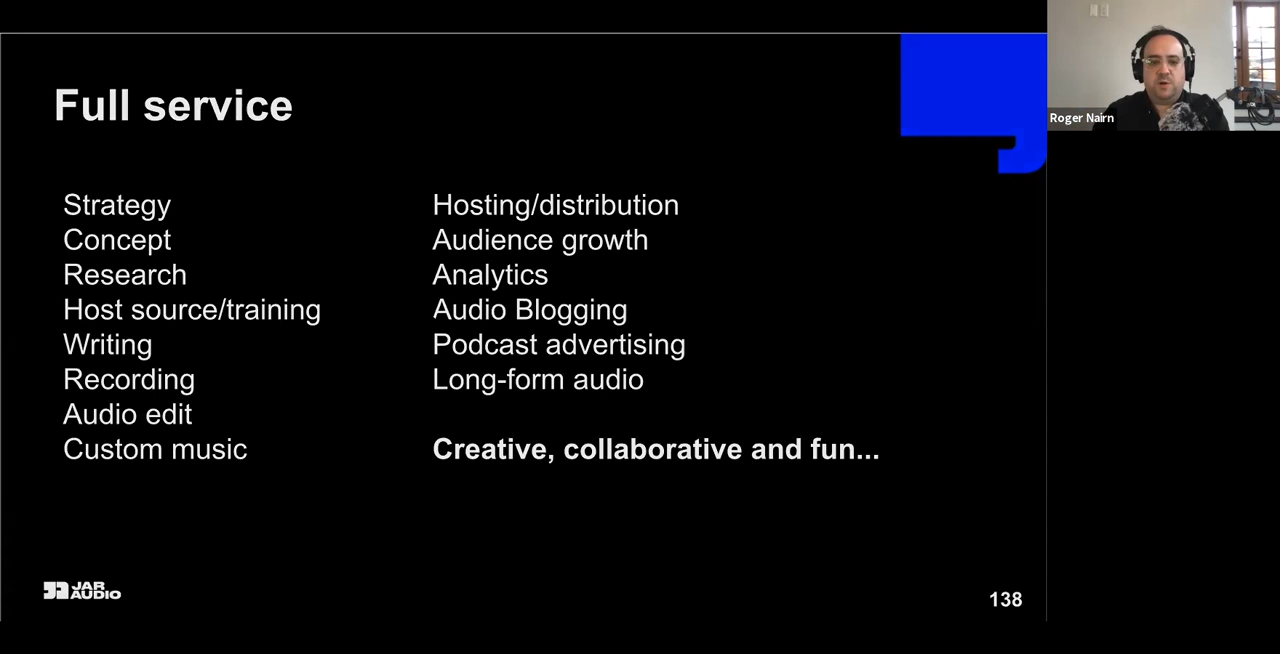 Full service
Strategy
Concept
Research
Host source/training
Writing
Recording
Audio edit
Custom music
Hosting/distribution
Audience growth
Analytics
Audio Blogging
Podcast advertising
Long-form audio
Creative, collaborative and fun...
JAR
AUDIO
138
Roger Nairn